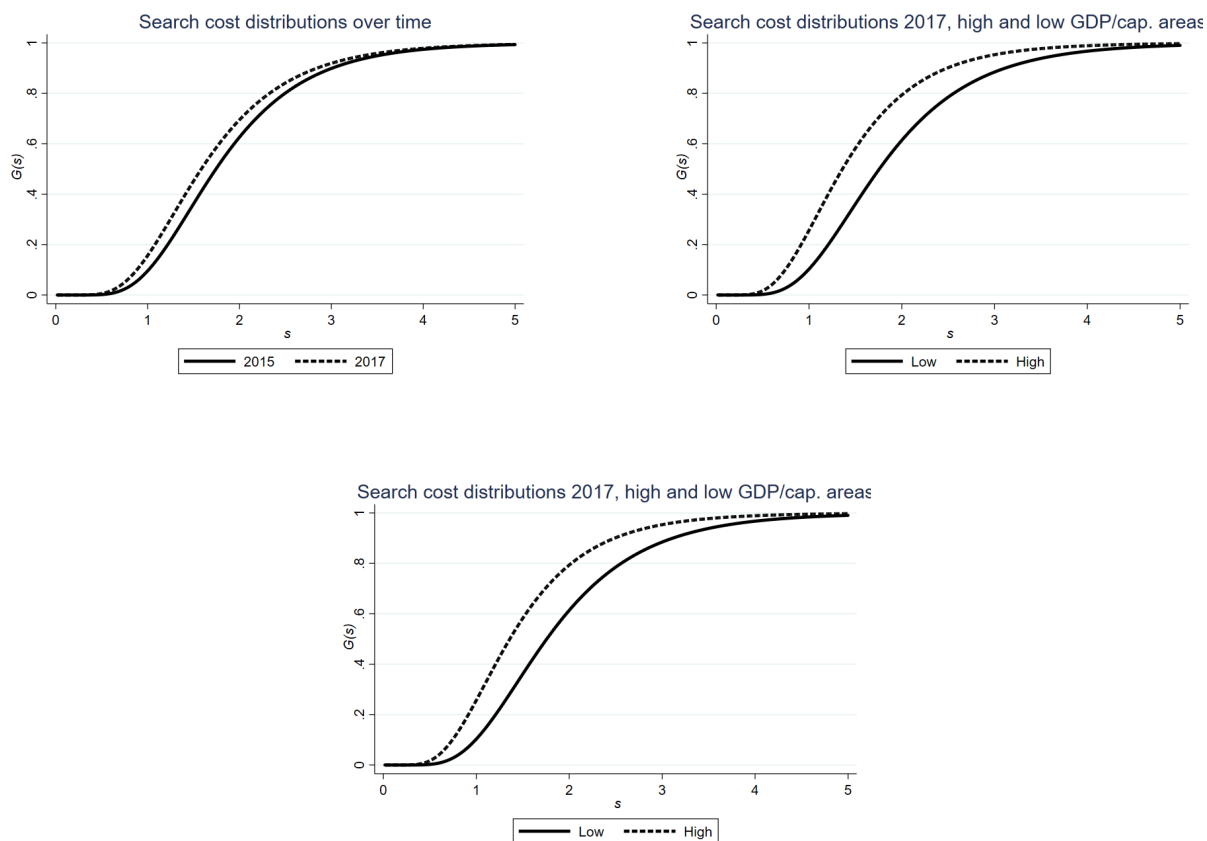 Search cost distributions over time
1
.8
.6
.4
.2
0
G(s)
0 1 2 3 4 5
s
2015 2017
Search cost distributions 2017, high and low GDP/cap. areas
1
.8
.6
.4
.2
0
G(s)
0 1 2 3 4 5
s
Low High
Search cost distributions 2017, high and low GDP/cap. areas
1
.8
.6
.4
.2
0
G(s)
0 1 2 3 4 5
s
Low High